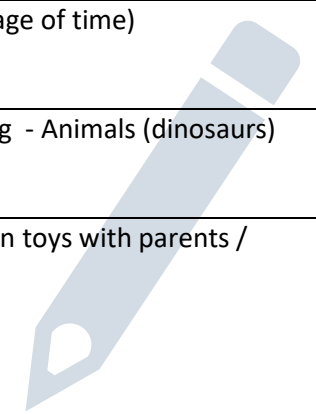 age of time)
g - Animals (dinosaurs)
n toys with parents /